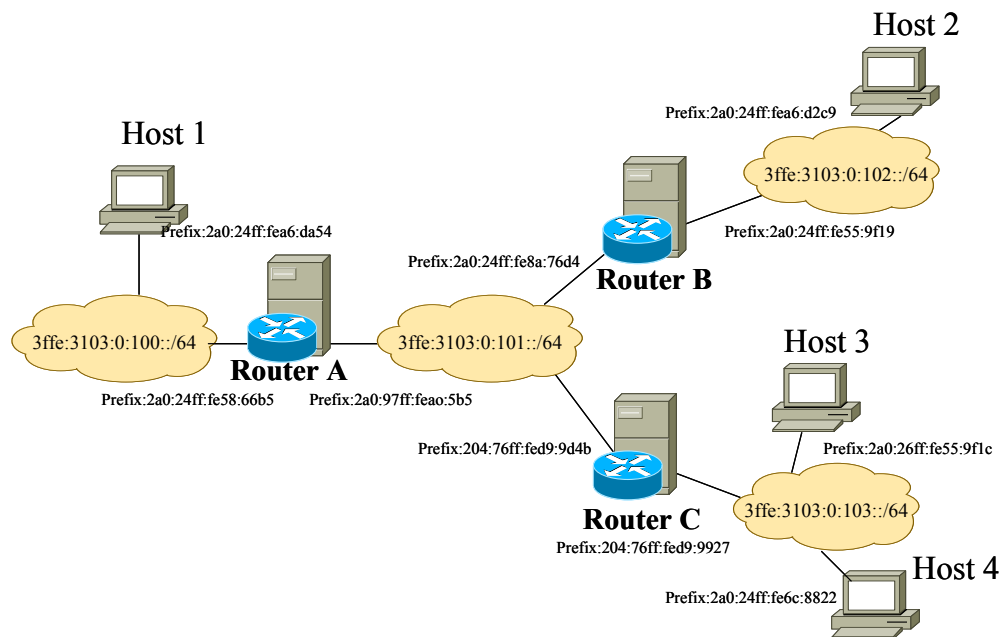 Host 2
Prefix:2a0:24ff:fea6:d2c9
Host 1
3ffe:3103:0:102::/64
Prefix:2a0:24ff:fea6:da54
Prefix:2a0:24ff:fe55:9f19
Prefix:2a0:24ff:fe8a:76d4
Router B
3ffe:3103:0:100::/64
3ffe:3103:0:101::/64
Host 3
Router A
Prefix:2a0:24ff:fe58:66b5
Prefix:2a0:97ff:feao:5b5
Prefix:204:76ff:fed9:9d4b
Prefix:2a0:26ff:fe55:9f1c
3ffe:3103:0:103::/64
Router C
Prefix:204:76ff:fed9:9927
Host 4
Prefix:2a0:24ff:fe6c:8822